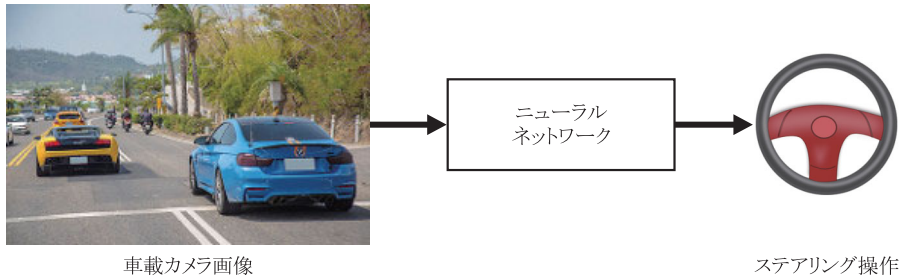 ニューラル
ネットワーク
車載カメラ画像
ステアリング操作